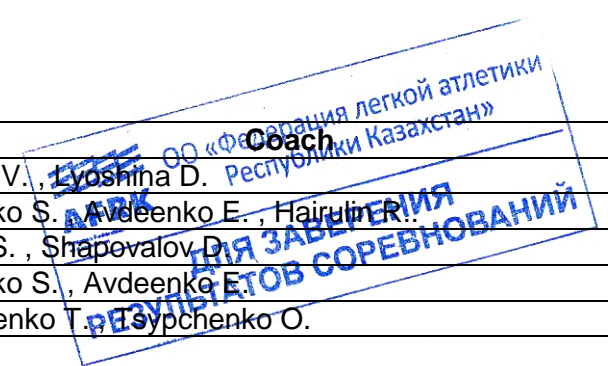 Coach
V. , Lyoshina D.
ko S. , Avdeenko E. , Hairulin R..
S. , Shapovalov D.
ko S. , Avdeenko E.
enko T. , Tsypchenko O.
ОО «Федерация легкой атлетики
Республики Казахстан»
AFRK
ДЛЯ ЗАВЕРЕНИЯ
РЕЗУЛЬТАТОВ СОРЕВНОВАНИЙ